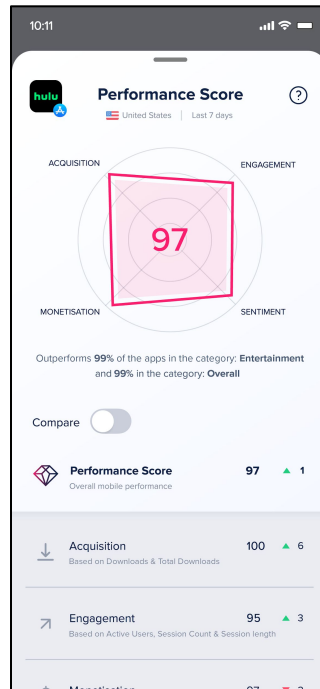 10:11
hulu
Performance Score
?
United States | Last 7 days
ACQUISITION
ENGAGEMENT
97
MONETISATION
SENTIMENT
Outperforms 99% of the apps in the category: Entertainment
and 99% in the category: Overall
Compare
Performance Score 97 ▲ 1
Overall mobile performance
Acquisition 100 ▲ 6
Based on Downloads & Total Downloads
Engagement 95 ▲ 3
Based on Active Users, Session Count & Session length